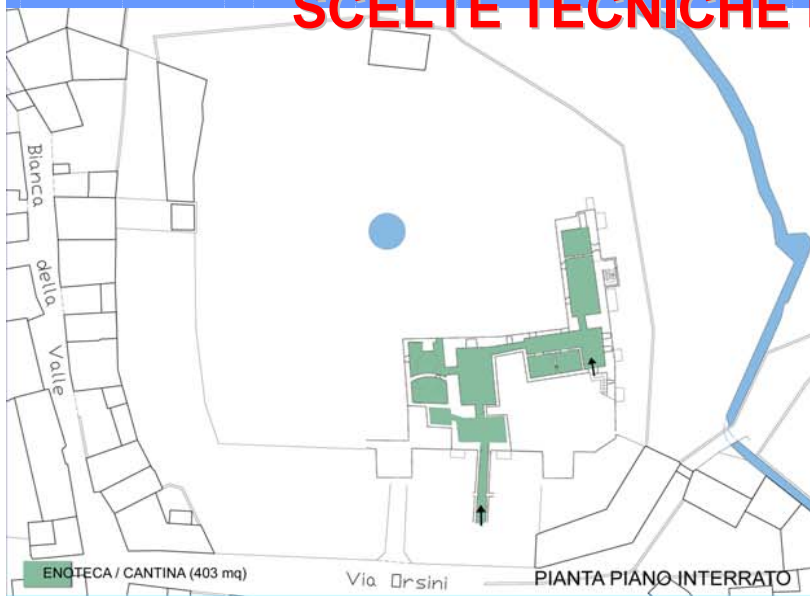 SCELTE TECNICHE
Bianca della Valle
ENOTECA / CANTINA (403 mq)
Via Orsini
PIANTA PIANO INTERRATO